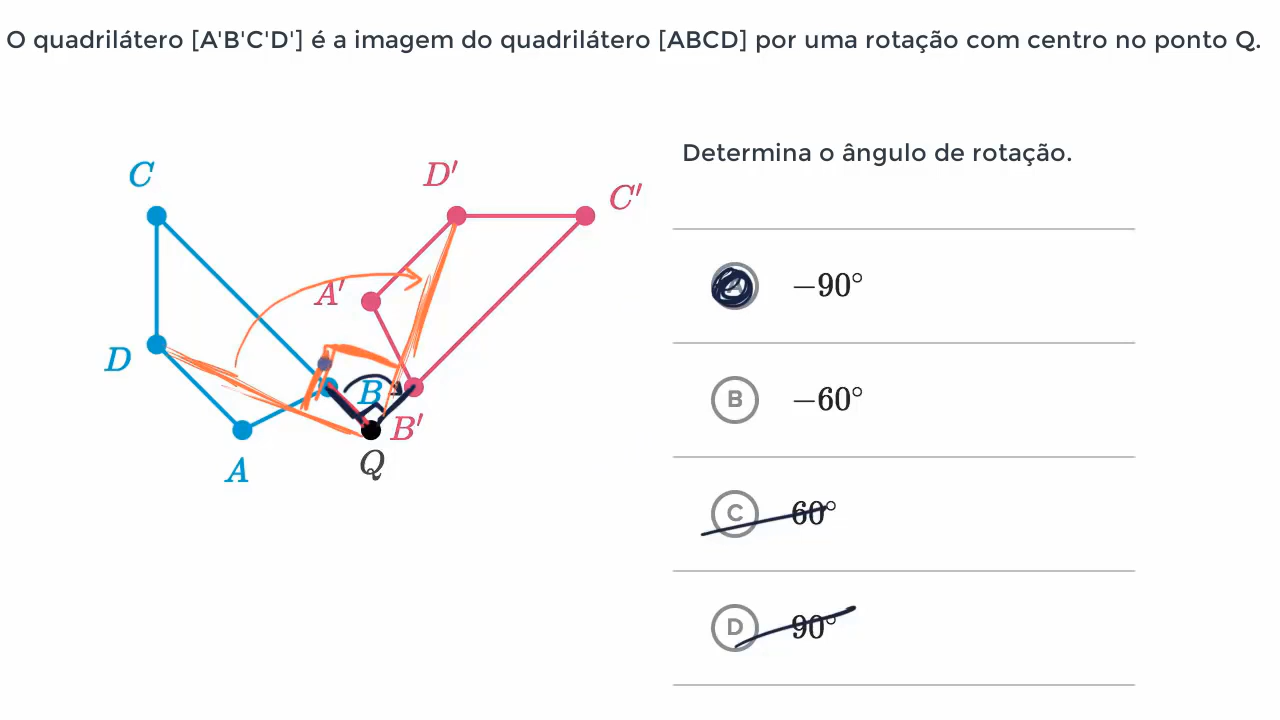 O quadrilátero [A'B'C'D'] é a imagem do quadrilátero [ABCD] por uma rotação com centro no ponto Q.
Determina o ângulo de rotação.
C
D'
C'
A'
D
B
B'
A
Q
A −90°
B −60°
C 60°
D 90°